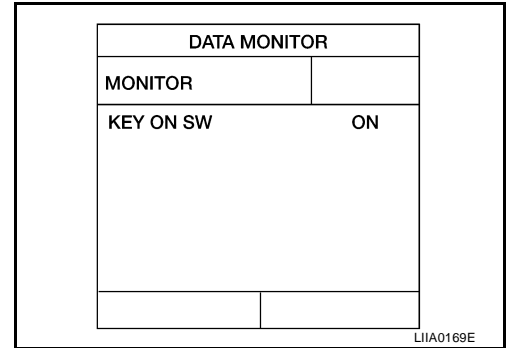 DATA MONITOR
MONITOR
KEY ON SW ON
LIIA0169E